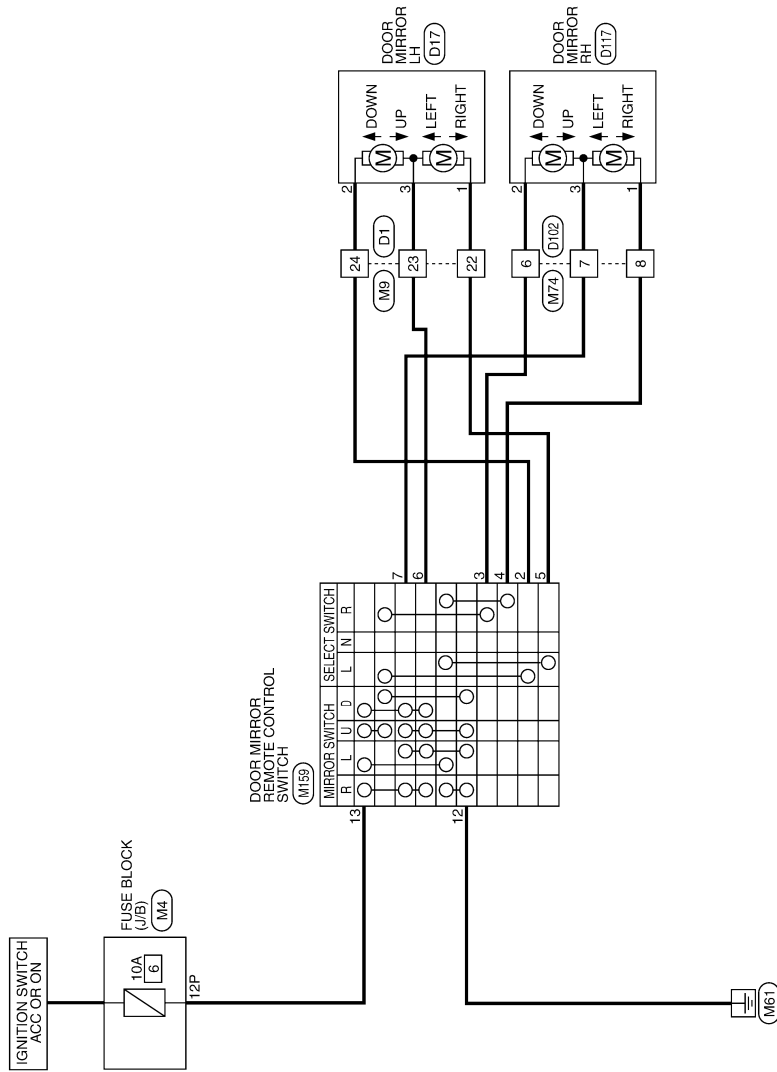 IGNITION SWITCH
ACC OR ON
FUSE BLOCK
(J/B)
M4
10A
6
12P
DOOR MIRROR
REMOTE CONTROL
SWITCH
M159
MIRROR SWITCH
SELECT SWITCH
R L U D L N R
13
12
7
6
3
4
2
5
M61
M9
D1
24
23
22
2
3
1
DOOR
MIRROR
LH
D17
M
M
DOWN
UP
LEFT
RIGHT
M74
D102
6
7
8
2
3
1
DOOR
MIRROR
RH
D117
M
M
DOWN
UP
LEFT
RIGHT